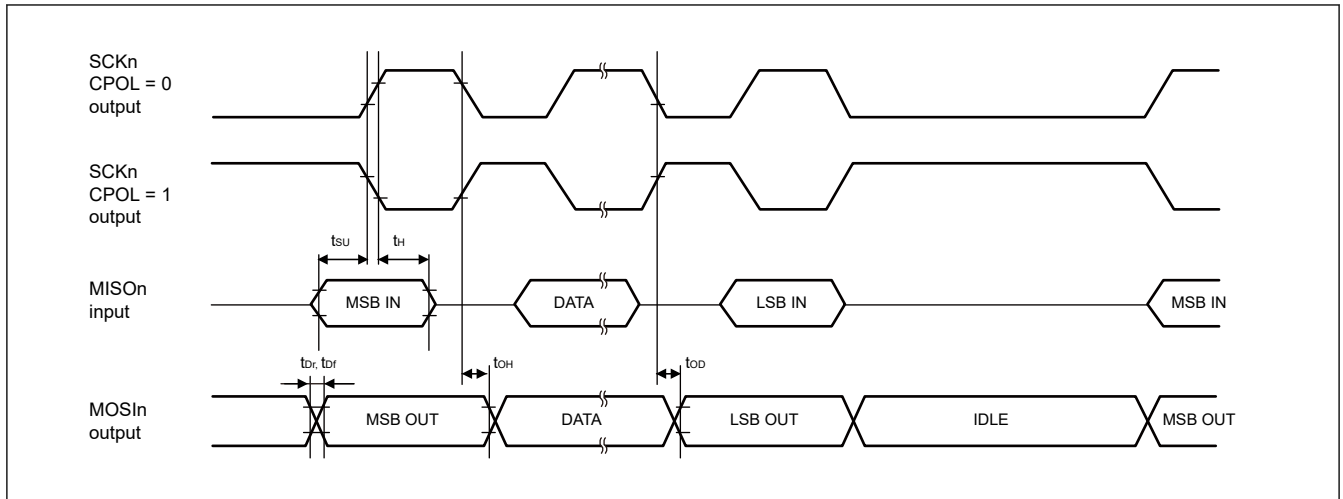 SCKn
CPOL = 0
output
SCKn
CPOL = 1
output
tSU
tH
MISOn
input
MSB IN
DATA
LSB IN
MSB IN
tDr, tDf
tOH
tOD
MOSIn
output
MSB OUT
DATA
LSB OUT
IDLE
MSB OUT